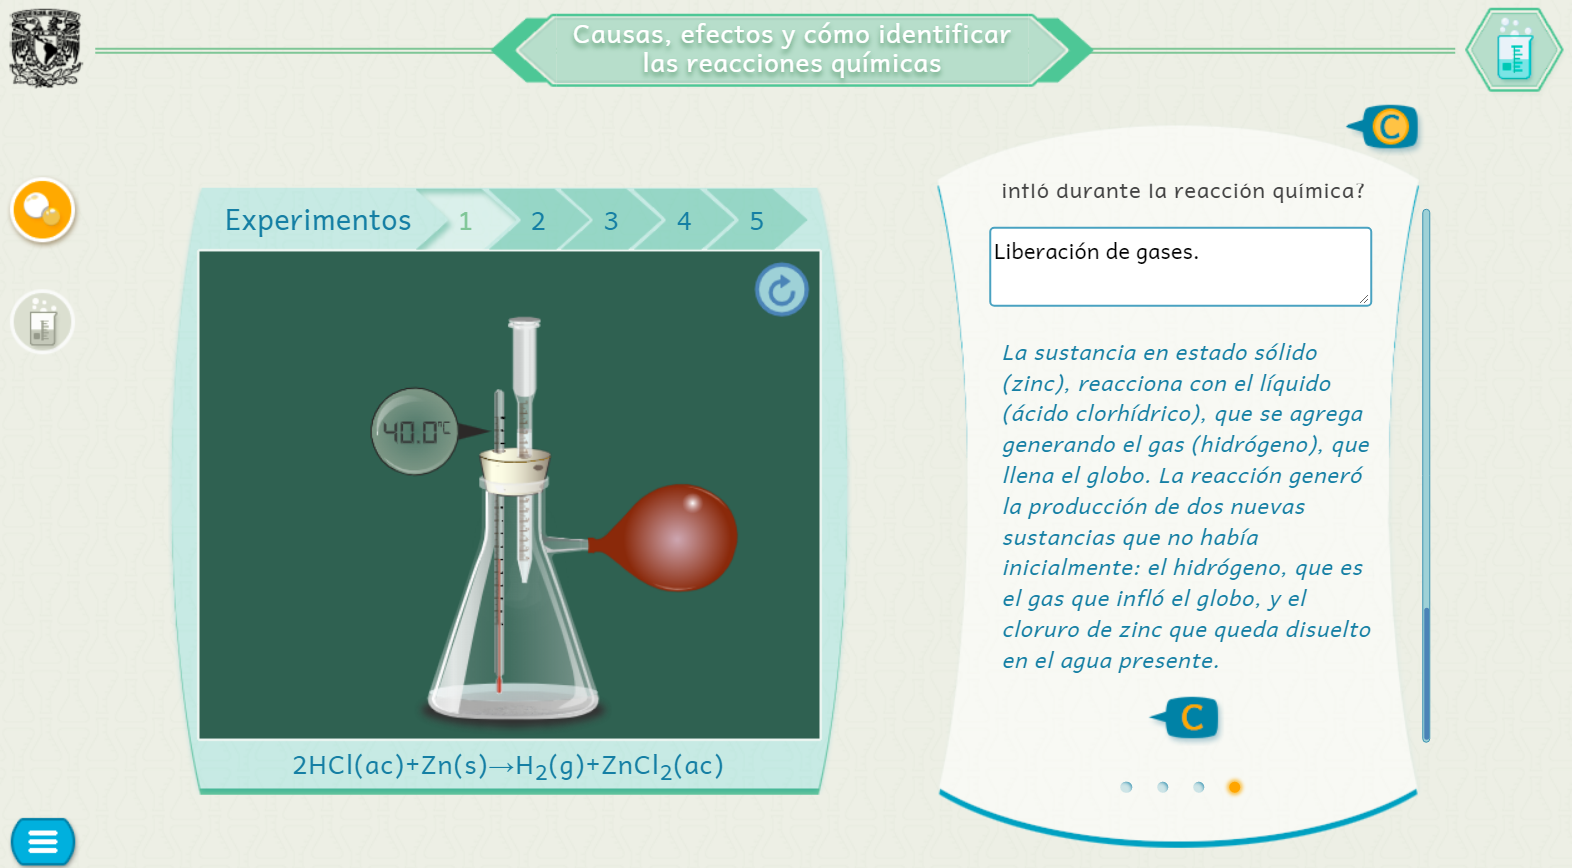 Causas, efectos y cómo identificar
las reacciones químicas
C
infló durante la reacción química?
Experimentos 1 2 3 4 5
Liberación de gases.
La sustancia en estado sólido
(zinc), reacciona con el líquido
(ácido clorhídrico), que se agrega
generando el gas (hidrógeno), que
llena el globo. La reacción generó
la producción de dos nuevas
sustancias que no había
inicialmente: el hidrógeno, que es
el gas que infló el globo, y el
cloruro de zinc que queda disuelto
en el agua presente.
40.0°C
C
2HCl(ac)+Zn(s)→H₂(g)+ZnCl₂(ac)